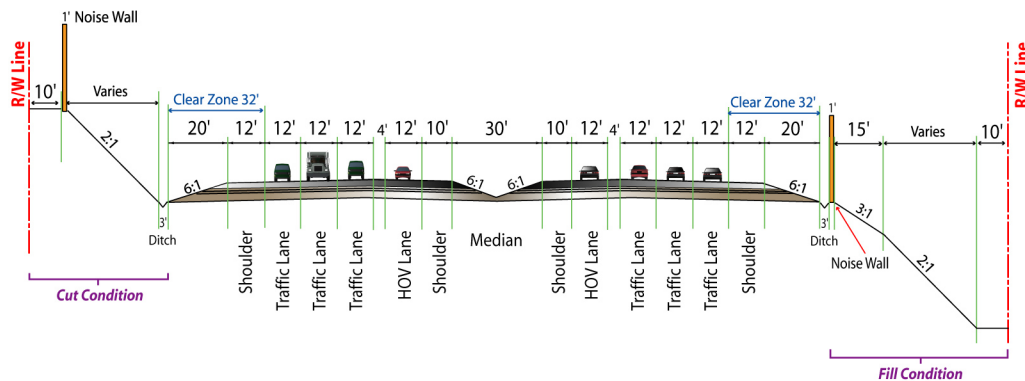 1' Noise Wall
R/W Line
10'
Varies
2:1
Clear Zone 32'
20' 12' 12' 12' 12' 4' 12' 10' 30' 10' 12' 4' 12' 12' 12' 12' 20'
Clear Zone 32'
1'
15'
Varies
10'
R/W Line
6:1
6:1
6:1
6:1
3:1
2:1
3'
Ditch
Shoulder
Traffic Lane
Traffic Lane
Traffic Lane
HOV Lane
Shoulder
Median
Shoulder
HOV Lane
Traffic Lane
Traffic Lane
Traffic Lane
Shoulder
3'
Ditch
Noise Wall
Cut Condition
Fill Condition